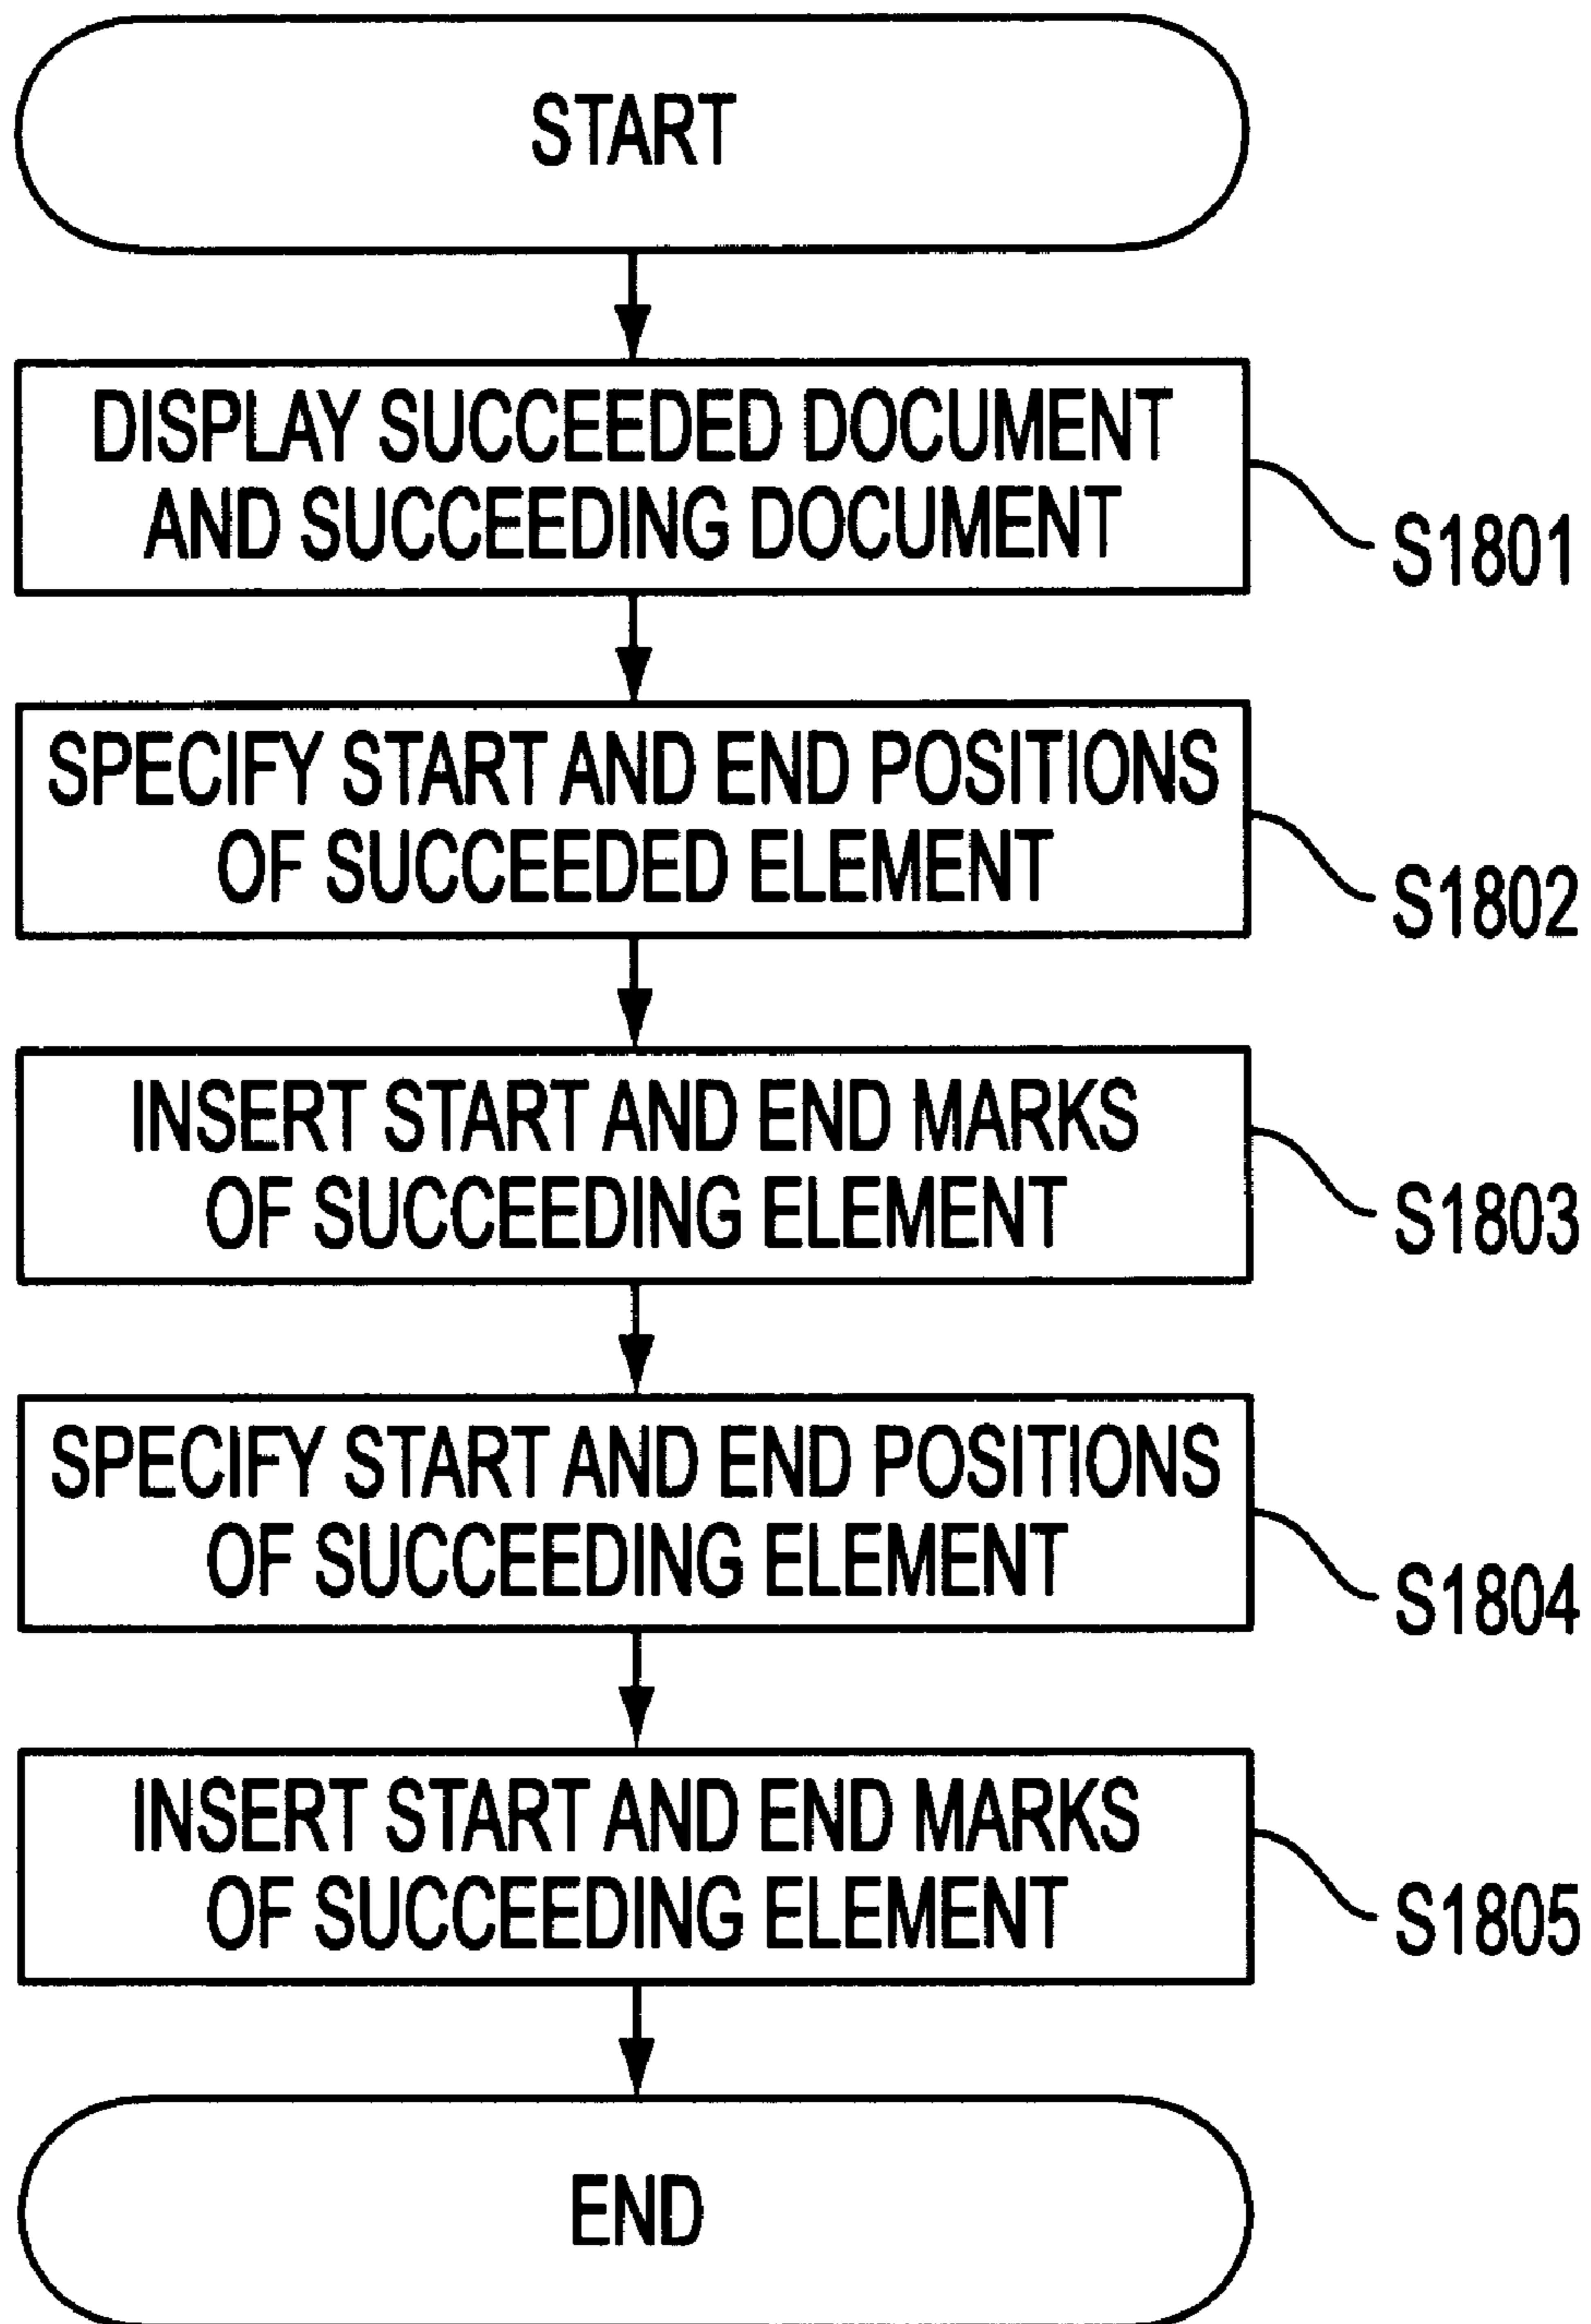 START
DISPLAY SUCCEEDED DOCUMENT
AND SUCCEEDING DOCUMENT
S1801
SPECIFY START AND END POSITIONS
OF SUCCEEDED ELEMENT
S1802
INSERT START AND END MARKS
OF SUCCEEDING ELEMENT
S1803
SPECIFY START AND END POSITIONS
OF SUCCEEDING ELEMENT
S1804
INSERT START AND END MARKS
OF SUCCEEDING ELEMENT
S1805
END